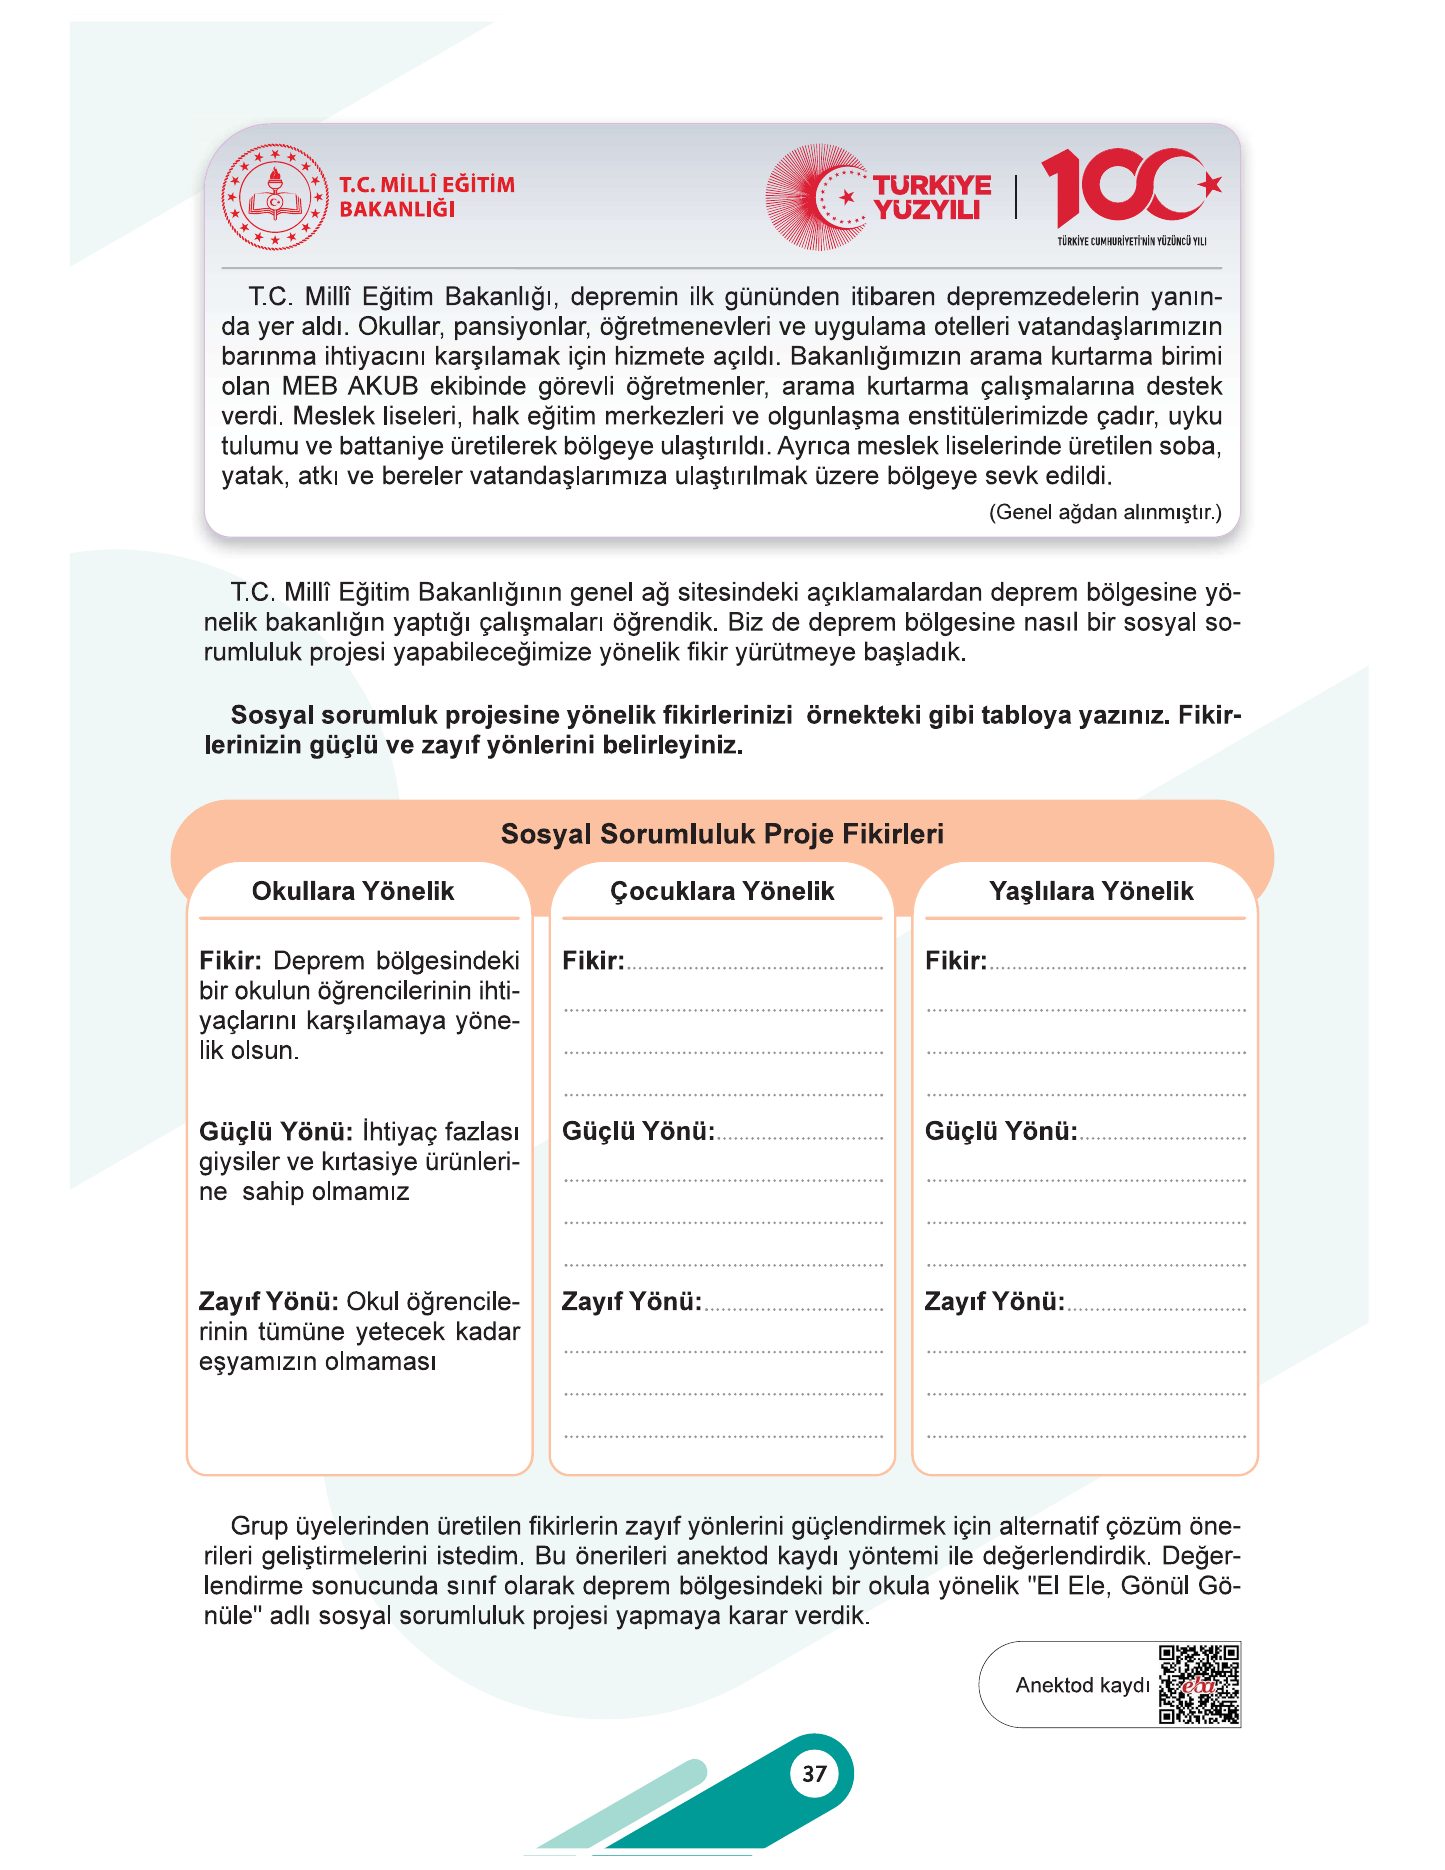 T.C. MİLLÎ EĞİTİM
BAKANLIĞI
TÜRKİYE
YÜZYILI
100
TÜRKİYE CUMHURİYETİ'NİN YÜZÜNCÜ YILI
T.C. Millî Eğitim Bakanlığı, depremin ilk gününden itibaren depremzedelerin yanın-
da yer aldı. Okullar, pansiyonlar, öğretmenevleri ve uygulama otelleri vatandaşlarımızın
barınma ihtiyacını karşılamak için hizmete açıldı. Bakanlığımızın arama kurtarma birimi
olan MEB AKUB ekibinde görevli öğretmenler, arama kurtarma çalışmalarına destek
verdi. Meslek liseleri, halk eğitim merkezleri ve olgunlaşma enstitülerimizde çadır, uyku
tulumu ve battaniye üretilerek bölgeye ulaştırıldı. Ayrıca meslek liselerinde üretilen soba,
yatak, atkı ve bereler vatandaşlarımıza ulaştırılmak üzere bölgeye sevk edildi.
(Genel ağdan alınmıştır.)
T.C. Millî Eğitim Bakanlığının genel ağ sitesindeki açıklamalardan deprem bölgesine yö-
nelik bakanlığın yaptığı çalışmaları öğrendik. Biz de deprem bölgesine nasıl bir sosyal so-
rumluluk projesi yapabileceğimize yönelik fikir yürütmeye başladık.
Sosyal sorumluk projesine yönelik fikirlerinizi örnekteki gibi tabloya yazınız. Fikir-
lerinizin güçlü ve zayıf yönlerini belirleyiniz.
Sosyal Sorumluluk Proje Fikirleri
Okullara Yönelik
Fikir: Deprem bölgesindeki
bir okulun öğrencilerinin ihti-
yaçlarını karşılamaya yöne-
lik olsun.
Güçlü Yönü: İhtiyaç fazlası
giysiler ve kırtasiye ürünleri-
ne sahip olmamız
Zayıf Yönü: Okul öğrencile-
rinin tümüne yetecek kadar
eşyamızın olmaması
Çocuklara Yönelik
Fikir:
Güçlü Yönü:
Zayıf Yönü:
Yaşlılara Yönelik
Fikir:
Güçlü Yönü:
Zayıf Yönü:
Grup üyelerinden üretilen fikirlerin zayıf yönlerini güçlendirmek için alternatif çözüm öne-
rileri geliştirmelerini istedim. Bu önerileri anektod kaydı yöntemi ile değerlendirdik. Değer-
lendirme sonucunda sınıf olarak deprem bölgesindeki bir okula yönelik "El Ele, Gönül Gö-
nüle" adlı sosyal sorumluluk projesi yapmaya karar verdik.
Anektod kaydı
eba
37